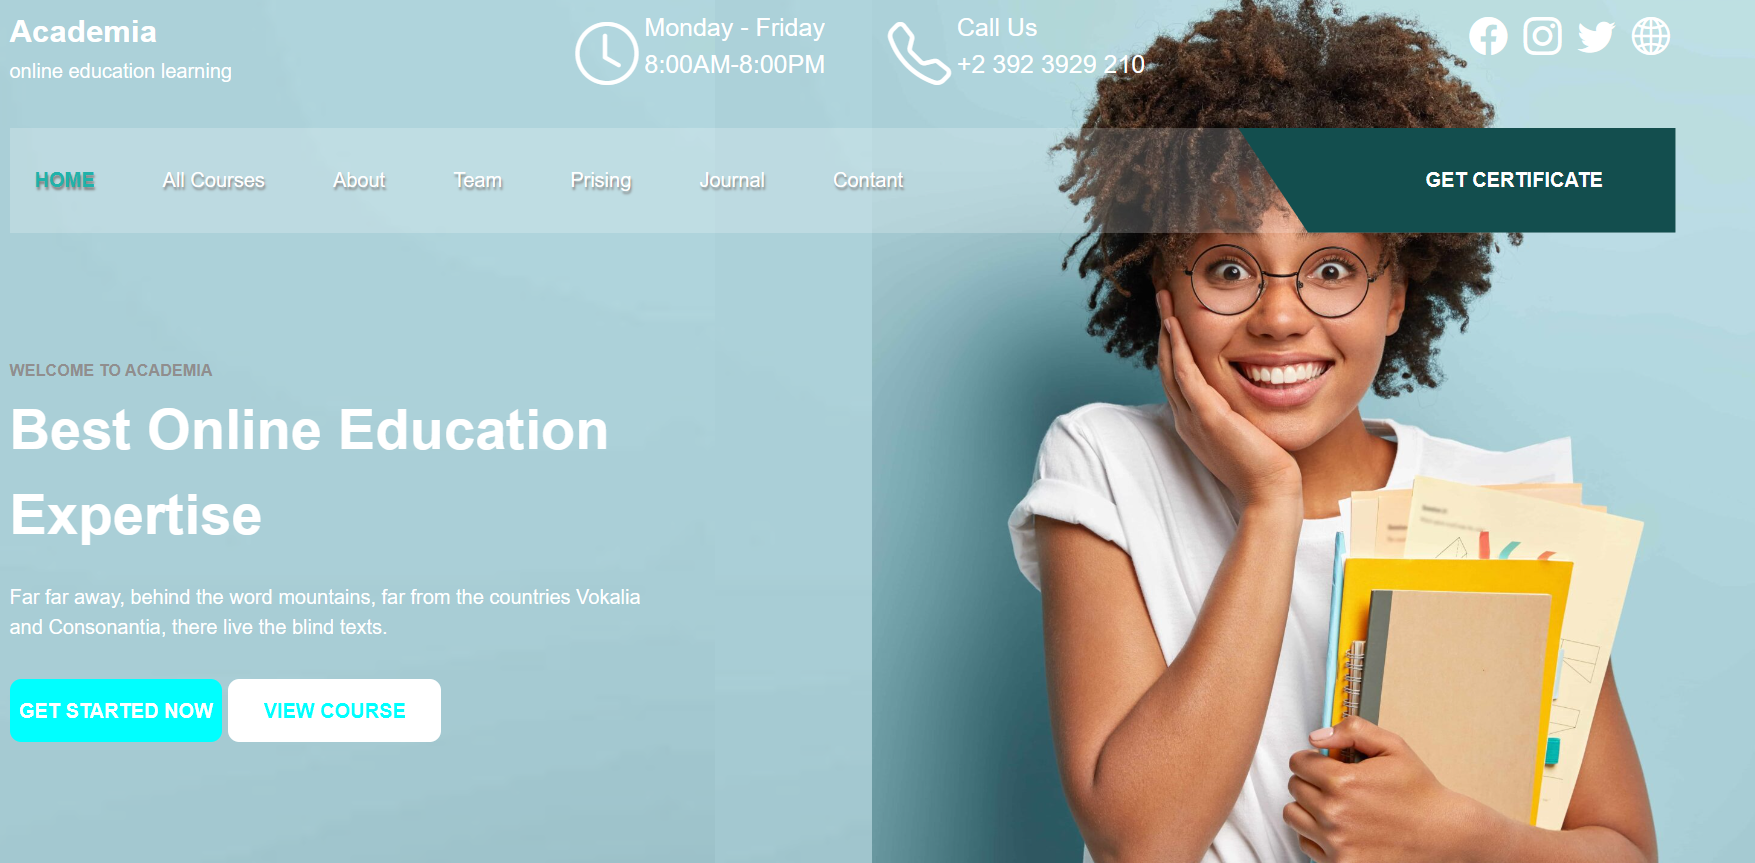 Academia
online education learning
Monday - Friday
8:00AM-8:00PM
Call Us
+2 392 3929 210
HOME
All Courses
About
Team
Prising
Journal
Contant
GET CERTIFICATE
WELCOME TO ACADEMIA
Best Online Education
Expertise
Far far away, behind the word mountains, far from the countries Vokalia
and Consonantia, there live the blind texts.
GET STARTED NOW
VIEW COURSE